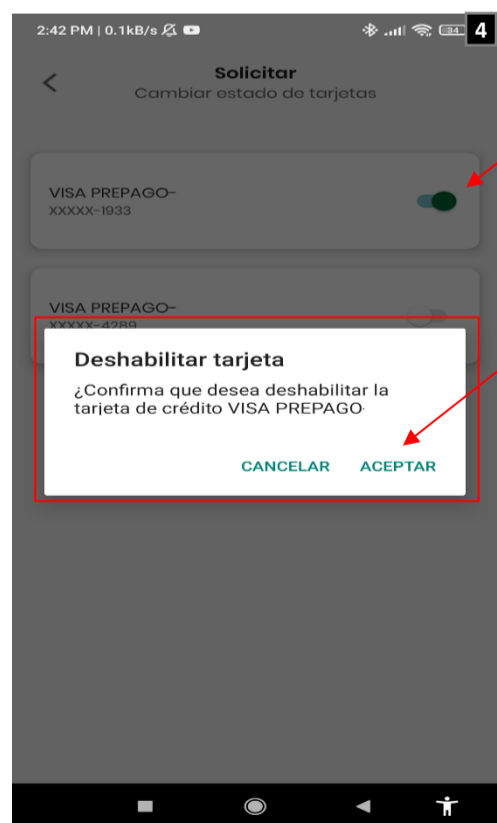 2:42 PM | 0.1kB/s
34
4
Solicitar
Cambiar estado de tarjetas
VISA PREPAGO-
XXXXX-1933
VISA PREPAGO-
XXXXX-4289
Deshabilitar tarjeta
¿Confirma que desea deshabilitar la
tarjeta de crédito VISA PREPAGO-
CANCELAR ACEPTAR